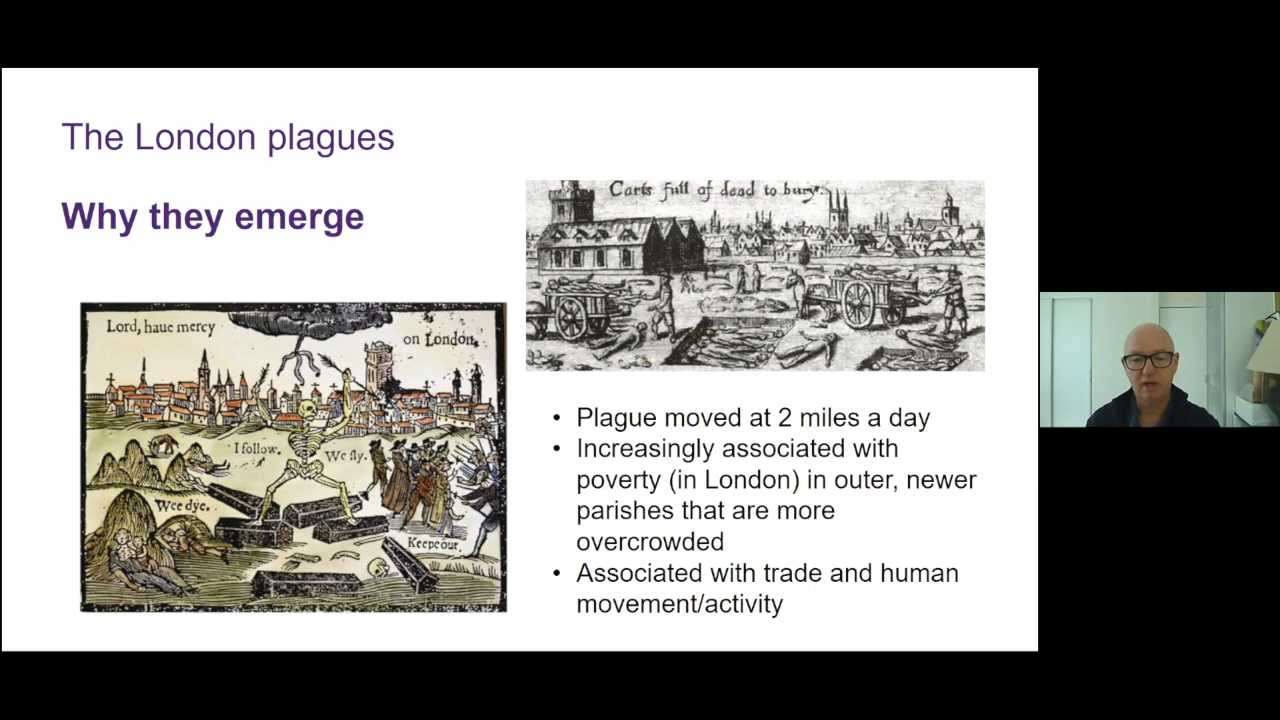 The London plagues
Why they emerge
Carts full of dead to bury.
Lord, haue mercy
on London.
I follow.
We fly.
Wee dye.
Keepe out.
• Plague moved at 2 miles a day
• Increasingly associated with
poverty (in London) in outer, newer
parishes that are more
overcrowded
• Associated with trade and human
movement/activity